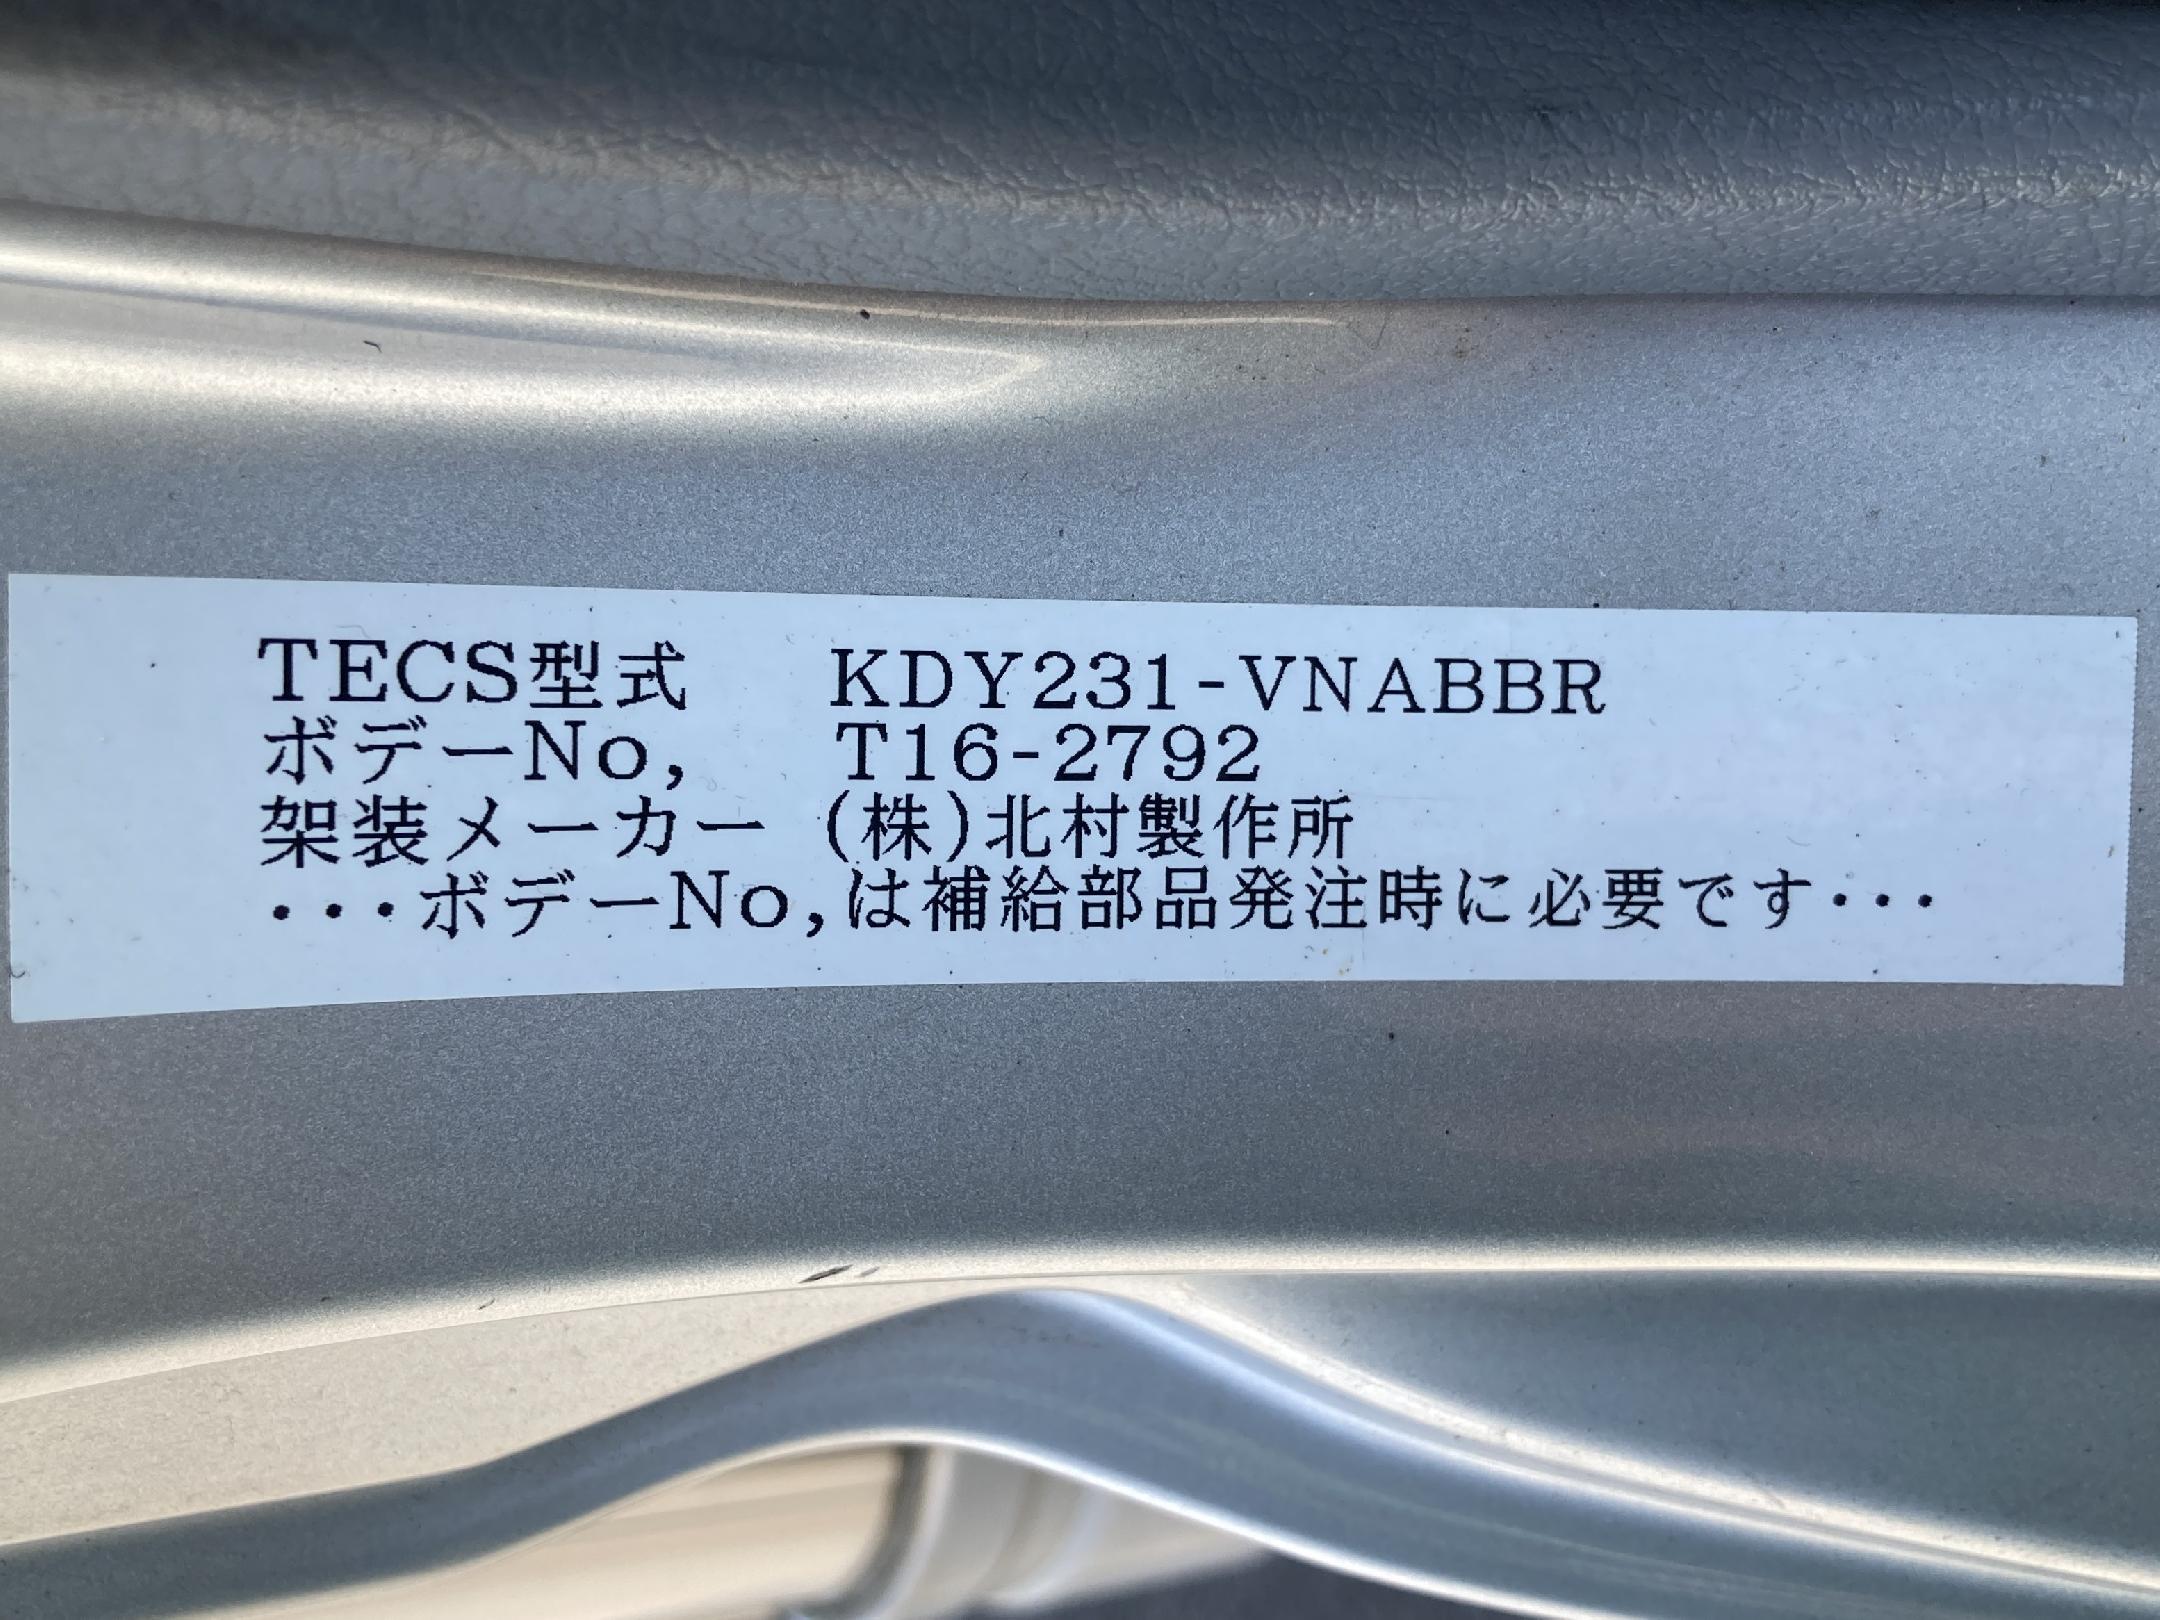 TECS型式　KDY231-VNABBR
ボデーNo,　T16-2792
架装メーカー (株)北村製作所
・・・ボデーNo,は補給部品発注時に必要です・・・